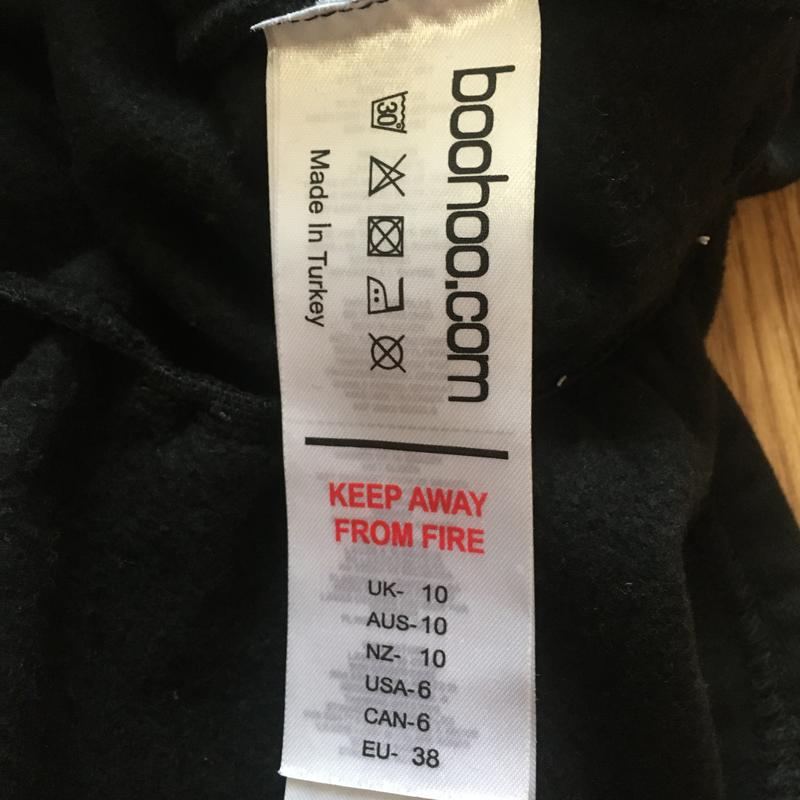 boohoo.com
30°
Made In Turkey
KEEP AWAY
FROM FIRE
UK- 10
AUS-10
NZ- 10
USA-6
CAN-6
EU- 38